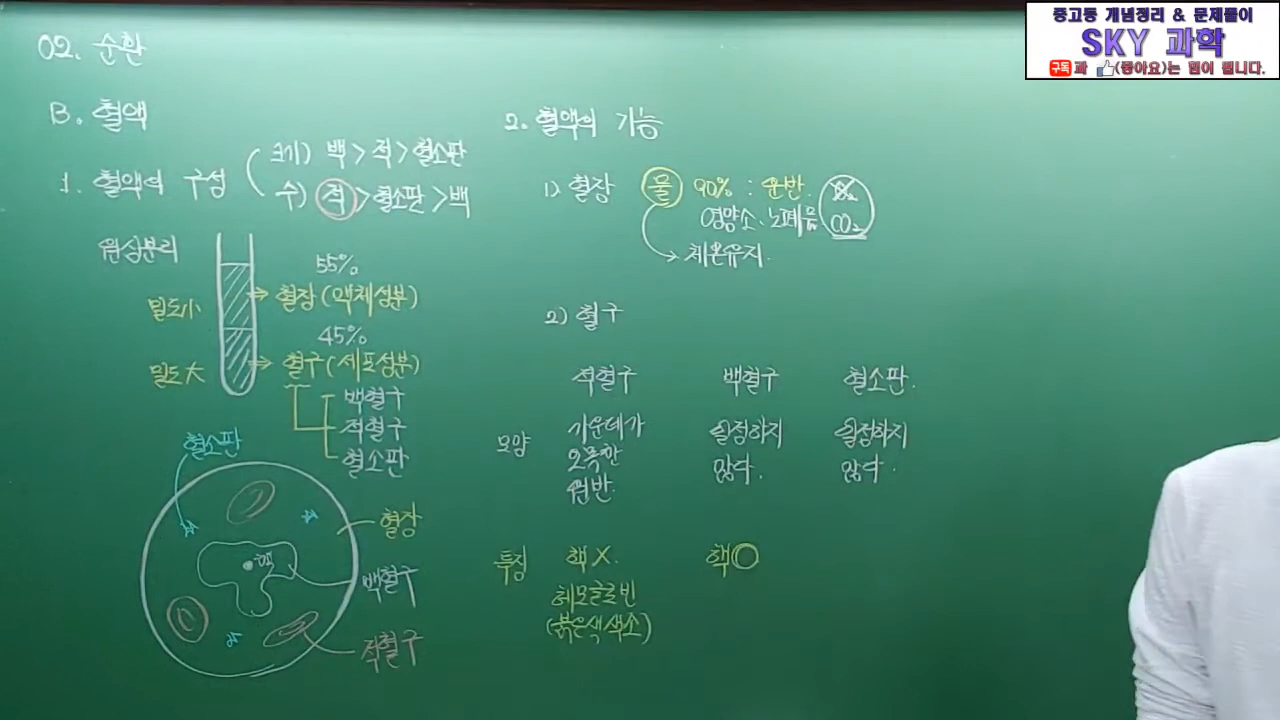 중고등 개념정리 & 문제풀이
SKY 과학
구독과 (좋아요)는 힘이 됩니다.
02. 순환
B. 혈액
1. 혈액의 구성
크기) 백 > 적 > 혈소판
수) 적 > 혈소판 > 백
원심분리
55%
밀도小
혈장 (액체성분)
45%
밀도大
혈구 (세포성분)
백혈구
적혈구
혈소판
혈소판
혈장
핵
백혈구
적혈구
2. 혈액의 기능
1) 혈장 물 90% : 운반.
영양소. 노폐물 CO₂
체온유지.
2) 혈구
적혈구 백혈구 혈소판.
모양 가운데가 일정하지 일정하지
오목한 않다. 않다.
원반.
특징 핵 X. 핵 O
헤모글로빈
(붉은색색소)